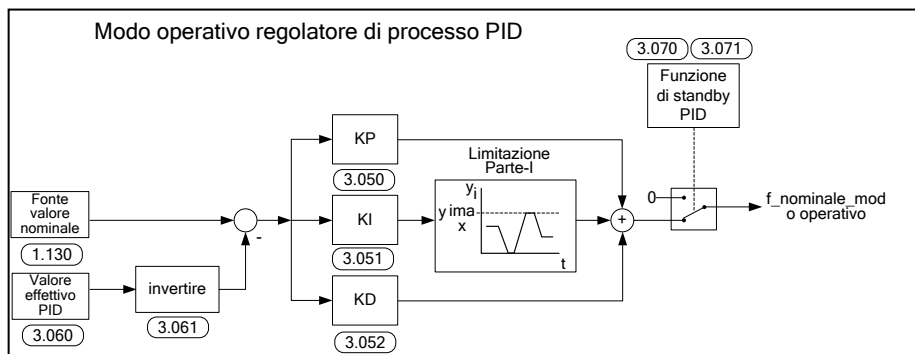 Modo operativo regolatore di processo PID
3.070 3.071
Funzione
di standby
PID
KP
3.050
Limitazione
Parte-I
Fonte
valore
nominale
1.130
-
KI
3.051
yi
y ima
x
t
+
0
f_nominale_mod
o operativo
Valore
effettivo
PID
3.060
invertire
3.061
KD
3.052